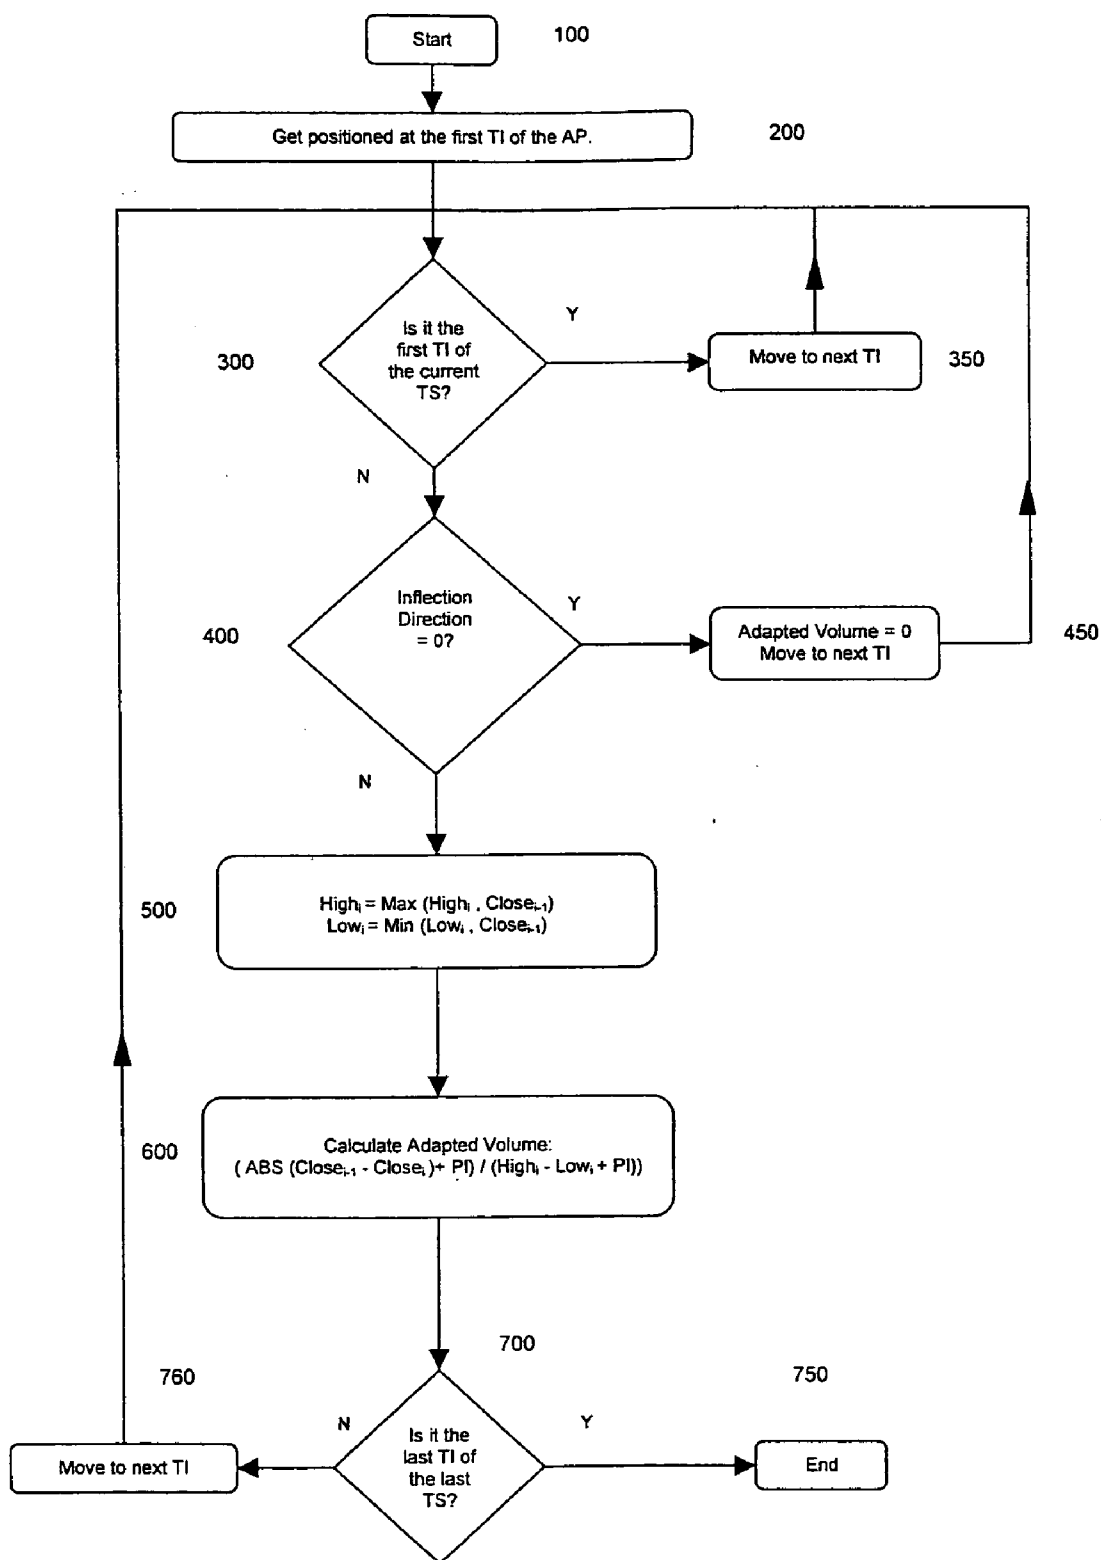 Start
100
Get positioned at the first TI of the AP.
200
Is it the
first TI of
the current
TS?
300
Y
Move to next TI
350
N
Inflection
Direction
= 0?
400
Y
Adapted Volume = 0
Move to next TI
450
N
500
Highᵢ = Max (Highᵢ , Closeᵢ₋₁)
Lowᵢ = Min (Lowᵢ , Closeᵢ₋₁)
600
Calculate Adapted Volume:
( ABS (Closeᵢ₋₁ - Closeᵢ )+ PI) / (Highᵢ - Lowᵢ + PI))
700
760
750
N
Y
Is it the
last TI of
the last
TS?
Move to next TI
End